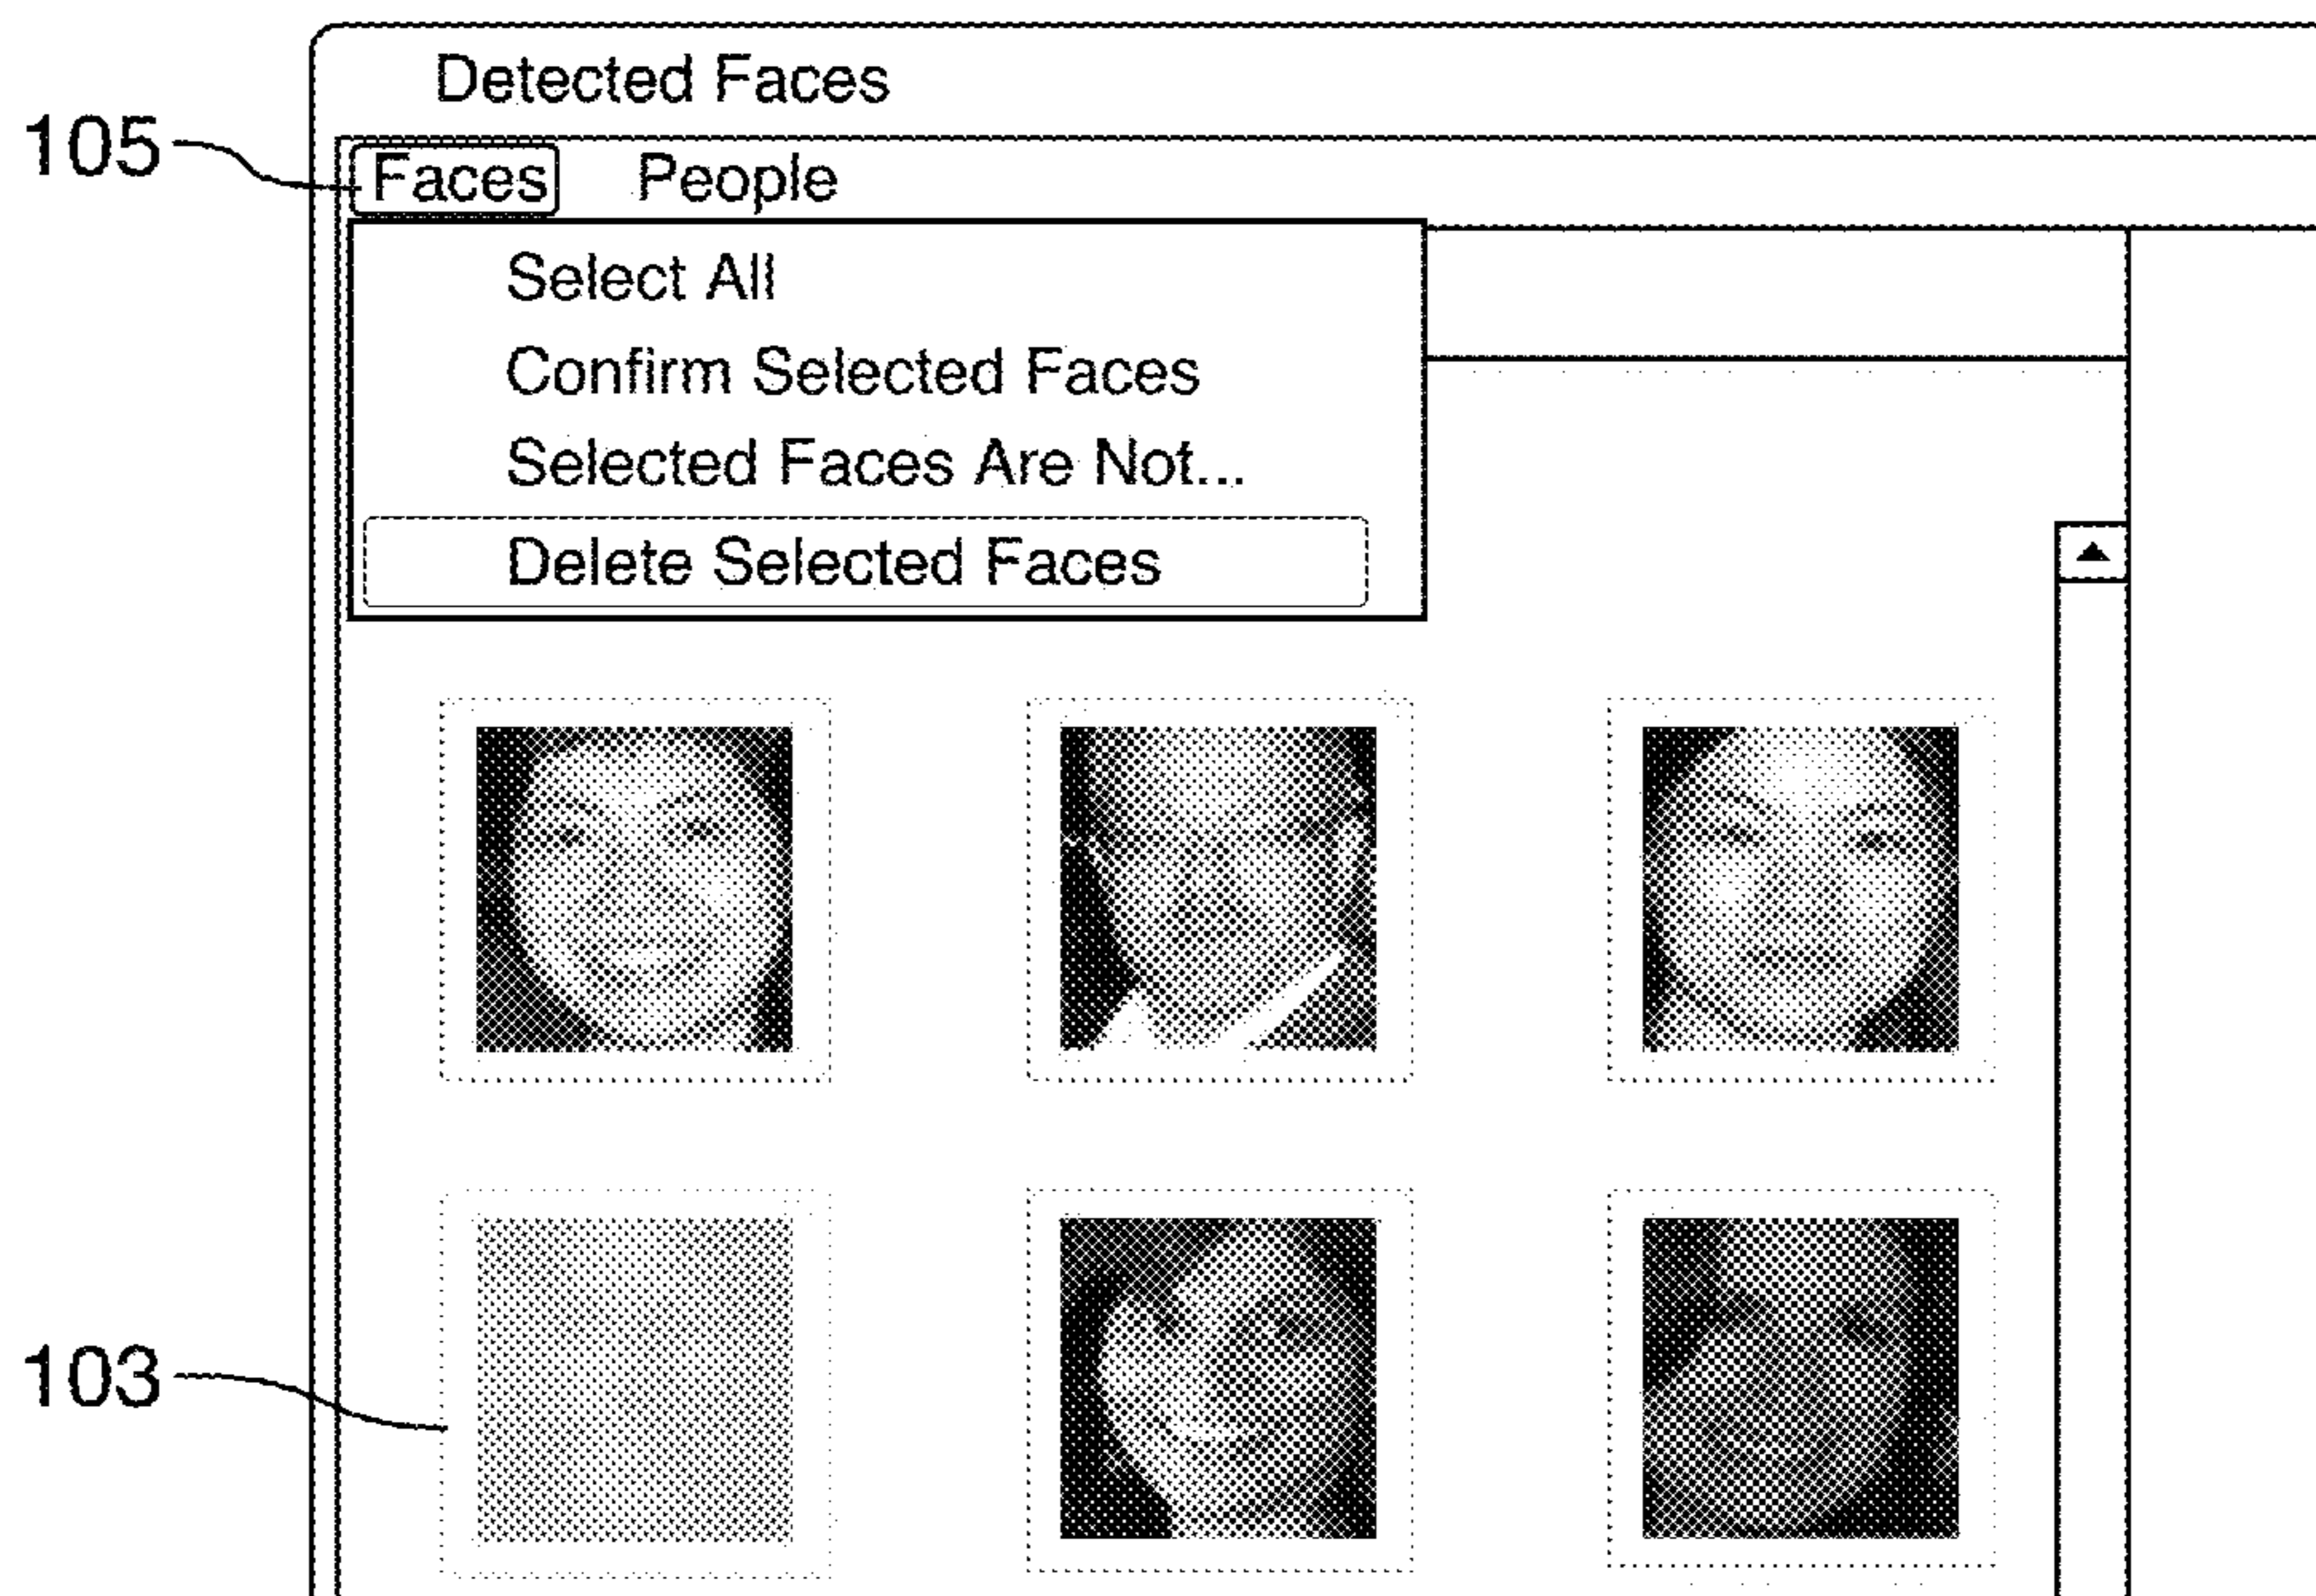 Detected Faces
105
Faces People
Select All
Confirm Selected Faces
Selected Faces Are Not...
Delete Selected Faces
103